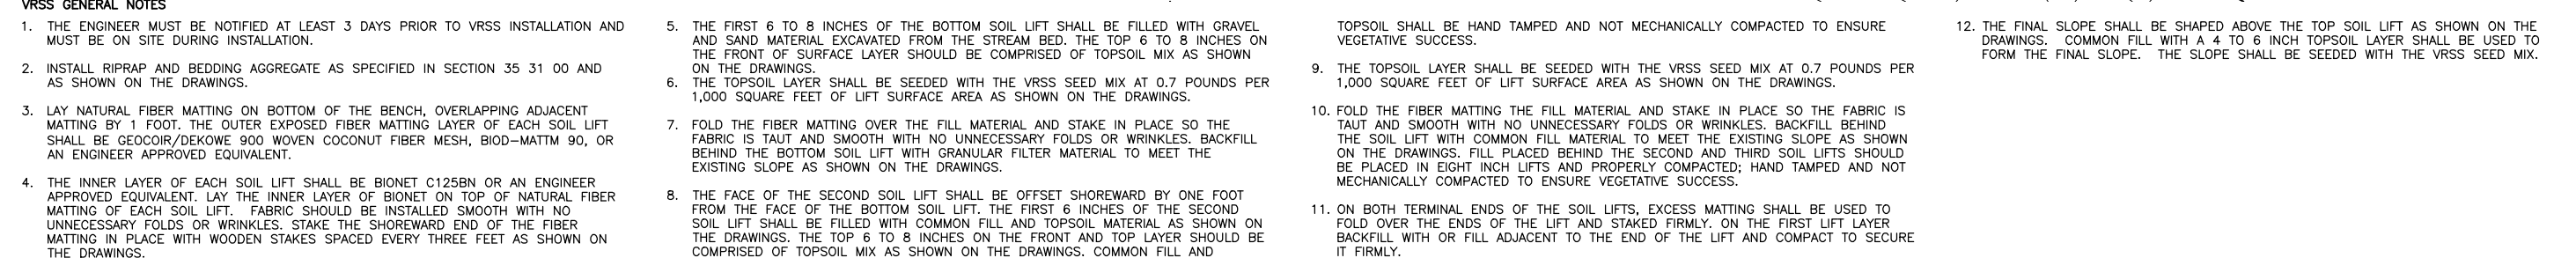 VRSS GENERAL NOTES
1. THE ENGINEER MUST BE NOTIFIED AT LEAST 3 DAYS PRIOR TO VRSS INSTALLATION AND
MUST BE ON SITE DURING INSTALLATION.
2. INSTALL RIPRAP AND BEDDING AGGREGATE AS SPECIFIED IN SECTION 35 31 00 AND
AS SHOWN ON THE DRAWINGS.
3. LAY NATURAL FIBER MATTING ON BOTTOM OF THE BENCH, OVERLAPPING ADJACENT
MATTING BY 1 FOOT. THE OUTER EXPOSED FIBER MATTING LAYER OF EACH SOIL LIFT
SHALL BE GEOCOIR/DEKOWE 900 WOVEN COCONUT FIBER MESH, BIOD-MATTM 90, OR
AN ENGINEER APPROVED EQUIVALENT.
4. THE INNER LAYER OF EACH SOIL LIFT SHALL BE BIONET C125BN OR AN ENGINEER
APPROVED EQUIVALENT. LAY THE INNER LAYER OF BIONET ON TOP OF NATURAL FIBER
MATTING OF EACH SOIL LIFT. FABRIC SHOULD BE INSTALLED SMOOTH WITH NO
UNNECESSARY FOLDS OR WRINKLES. STAKE THE SHOREWARD END OF THE FIBER
MATTING IN PLACE WITH WOODEN STAKES SPACED EVERY THREE FEET AS SHOWN ON
THE DRAWINGS.
5. THE FIRST 6 TO 8 INCHES OF THE BOTTOM SOIL LIFT SHALL BE FILLED WITH GRAVEL
AND SAND MATERIAL EXCAVATED FROM THE STREAM BED. THE TOP 6 TO 8 INCHES ON
THE FRONT OF SURFACE LAYER SHOULD BE COMPRISED OF TOPSOIL MIX AS SHOWN
ON THE DRAWINGS.
6. THE TOPSOIL LAYER SHALL BE SEEDED WITH THE VRSS SEED MIX AT 0.7 POUNDS PER
1,000 SQUARE FEET OF LIFT SURFACE AREA AS SHOWN ON THE DRAWINGS.
7. FOLD THE FIBER MATTING OVER THE FILL MATERIAL AND STAKE IN PLACE SO THE
FABRIC IS TAUT AND SMOOTH WITH NO UNNECESSARY FOLDS OR WRINKLES. BACKFILL
BEHIND THE BOTTOM SOIL LIFT WITH GRANULAR FILTER MATERIAL TO MEET THE
EXISTING SLOPE AS SHOWN ON THE DRAWINGS.
8. THE FACE OF THE SECOND SOIL LIFT SHALL BE OFFSET SHOREWARD BY ONE FOOT
FROM THE FACE OF THE BOTTOM SOIL LIFT. THE FIRST 6 INCHES OF THE SECOND
SOIL LIFT SHALL BE FILLED WITH COMMON FILL AND TOPSOIL MATERIAL AS SHOWN ON
THE DRAWINGS. THE TOP 6 TO 8 INCHES ON THE FRONT AND TOP LAYER SHOULD BE
COMPRISED OF TOPSOIL MIX AS SHOWN ON THE DRAWINGS. COMMON FILL AND
TOPSOIL SHALL BE HAND TAMPED AND NOT MECHANICALLY COMPACTED TO ENSURE
VEGETATIVE SUCCESS.
9. THE TOPSOIL LAYER SHALL BE SEEDED WITH THE VRSS SEED MIX AT 0.7 POUNDS PER
1,000 SQUARE FEET OF LIFT SURFACE AREA AS SHOWN ON THE DRAWINGS.
10. FOLD THE FIBER MATTING THE FILL MATERIAL AND STAKE IN PLACE SO THE FABRIC IS
TAUT AND SMOOTH WITH NO UNNECESSARY FOLDS OR WRINKLES. BACKFILL BEHIND
THE SOIL LIFT WITH COMMON FILL MATERIAL TO MEET THE EXISTING SLOPE AS SHOWN
ON THE DRAWINGS. FILL PLACED BEHIND THE SECOND AND THIRD SOIL LIFTS SHOULD
BE PLACED IN EIGHT INCH LIFTS AND PROPERLY COMPACTED; HAND TAMPED AND NOT
MECHANICALLY COMPACTED TO ENSURE VEGETATIVE SUCCESS.
11. ON BOTH TERMINAL ENDS OF THE SOIL LIFTS, EXCESS MATTING SHALL BE USED TO
FOLD OVER THE ENDS OF THE LIFT AND STAKED FIRMLY. ON THE FIRST LIFT LAYER
BACKFILL WITH OR FILL ADJACENT TO THE END OF THE LIFT AND COMPACT TO SECURE
IT FIRMLY.
12. THE FINAL SLOPE SHALL BE SHAPED ABOVE THE TOP SOIL LIFT AS SHOWN ON THE
DRAWINGS. COMMON FILL WITH A 4 TO 6 INCH TOPSOIL LAYER SHALL BE USED TO
FORM THE FINAL SLOPE. THE SLOPE SHALL BE SEEDED WITH THE VRSS SEED MIX.